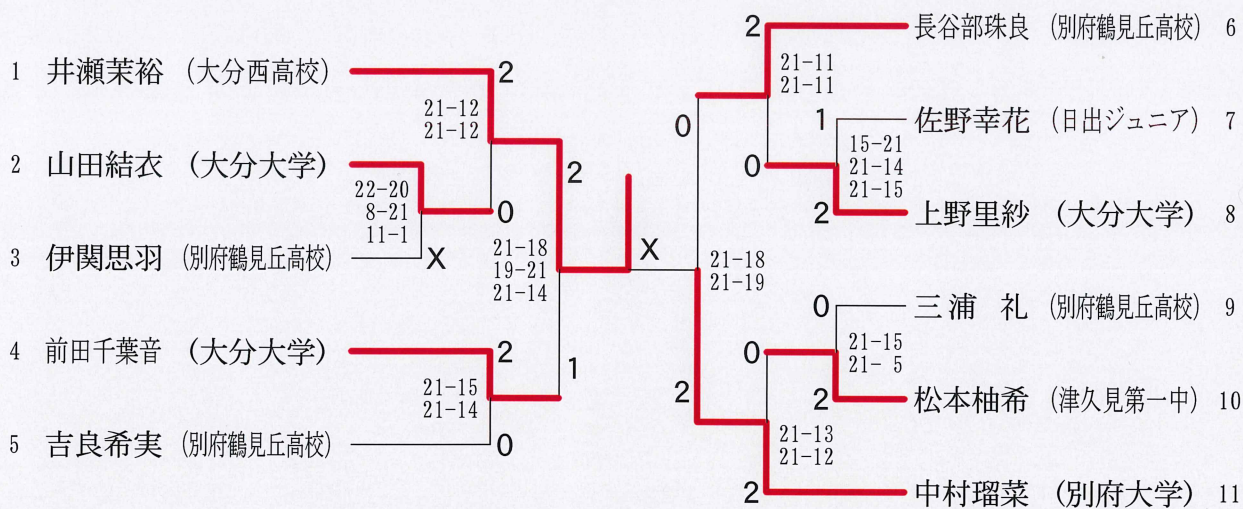 1 井瀬茉裕 (大分西高校)
2
21-12
21-12
2 山田結衣 (大分大学)
22-20
8-21
11-1
0
3 伊関思羽 (別府鶴見丘高校)
X
2
21-18
19-21
21-14
4 前田千葉音 (大分大学)
2
21-15
21-14
1
5 吉良希実 (別府鶴見丘高校)
0
X
2
長谷部珠良 (別府鶴見丘高校) 6
21-11
21-11
0
1
佐野幸花 (日出ジュニア) 7
15-21
21-14
21-15
0
2
上野里紗 (大分大学) 8
21-18
21-19
0
三浦 礼 (別府鶴見丘高校) 9
21-15
21- 5
0
2
松本柚希 (津久見第一中) 10
2
21-13
21-12
2
中村瑠菜 (別府大学) 11